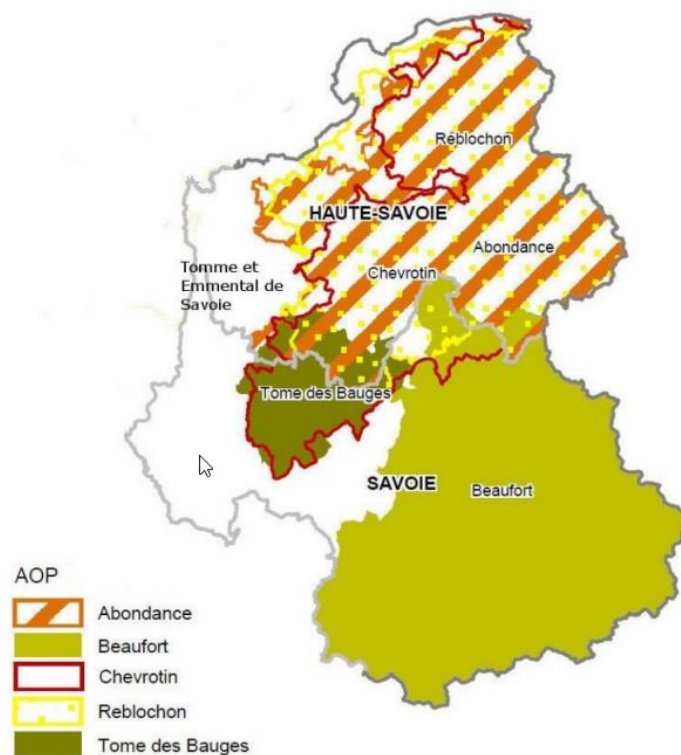 Réblochon
HAUTE-SAVOIE
Abondance
Tomme et
Emmental de
Savoie
Chevrotin
Tome des Bauges
SAVOIE
Beaufort
AOP
Abondance
Beaufort
Chevrotin
Reblochon
Tome des Bauges